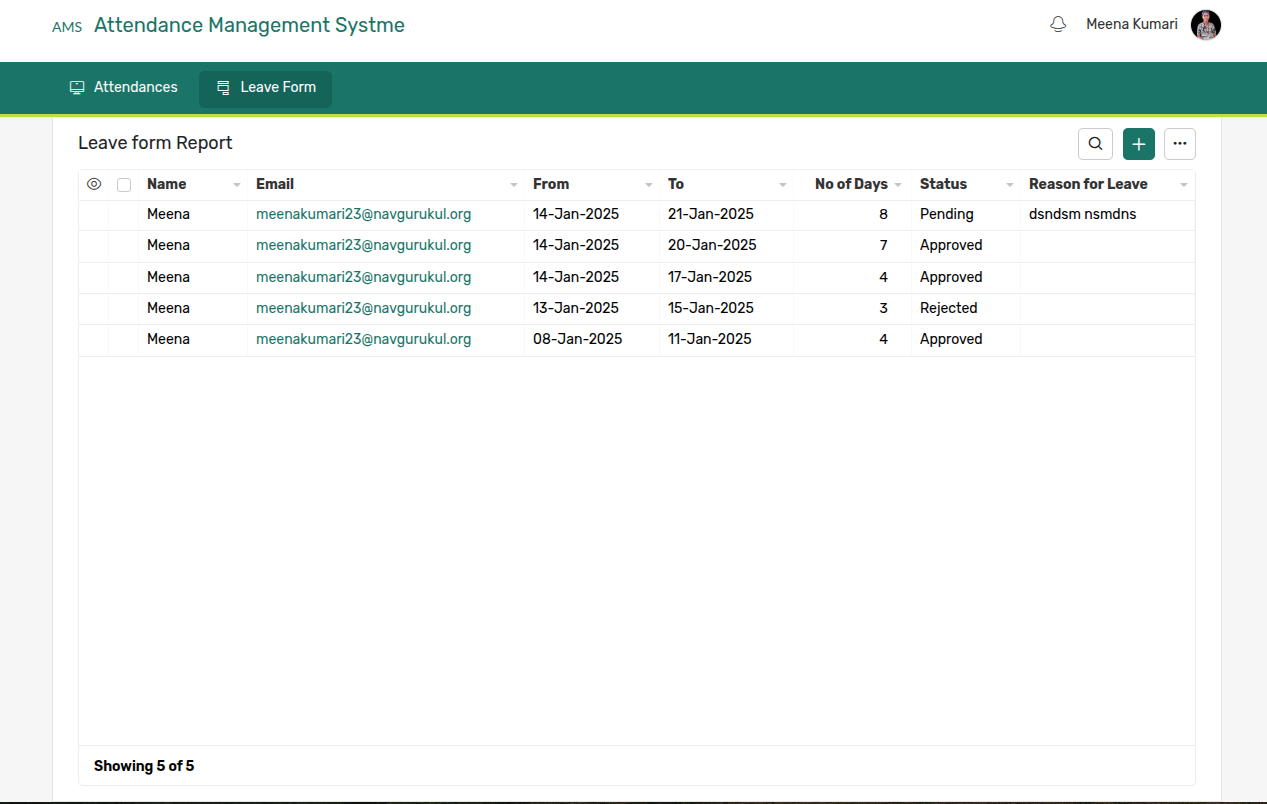 AMS Attendance Management Systme Meena Kumari
Attendances Leave Form
Leave form Report
Name Email From To No of Days Status Reason for Leave
Meena meenakumari23@navgurukul.org 14-Jan-2025 21-Jan-2025 8 Pending dsndsm nsmdns
Meena meenakumari23@navgurukul.org 14-Jan-2025 20-Jan-2025 7 Approved
Meena meenakumari23@navgurukul.org 14-Jan-2025 17-Jan-2025 4 Approved
Meena meenakumari23@navgurukul.org 13-Jan-2025 15-Jan-2025 3 Rejected
Meena meenakumari23@navgurukul.org 08-Jan-2025 11-Jan-2025 4 Approved
Showing 5 of 5